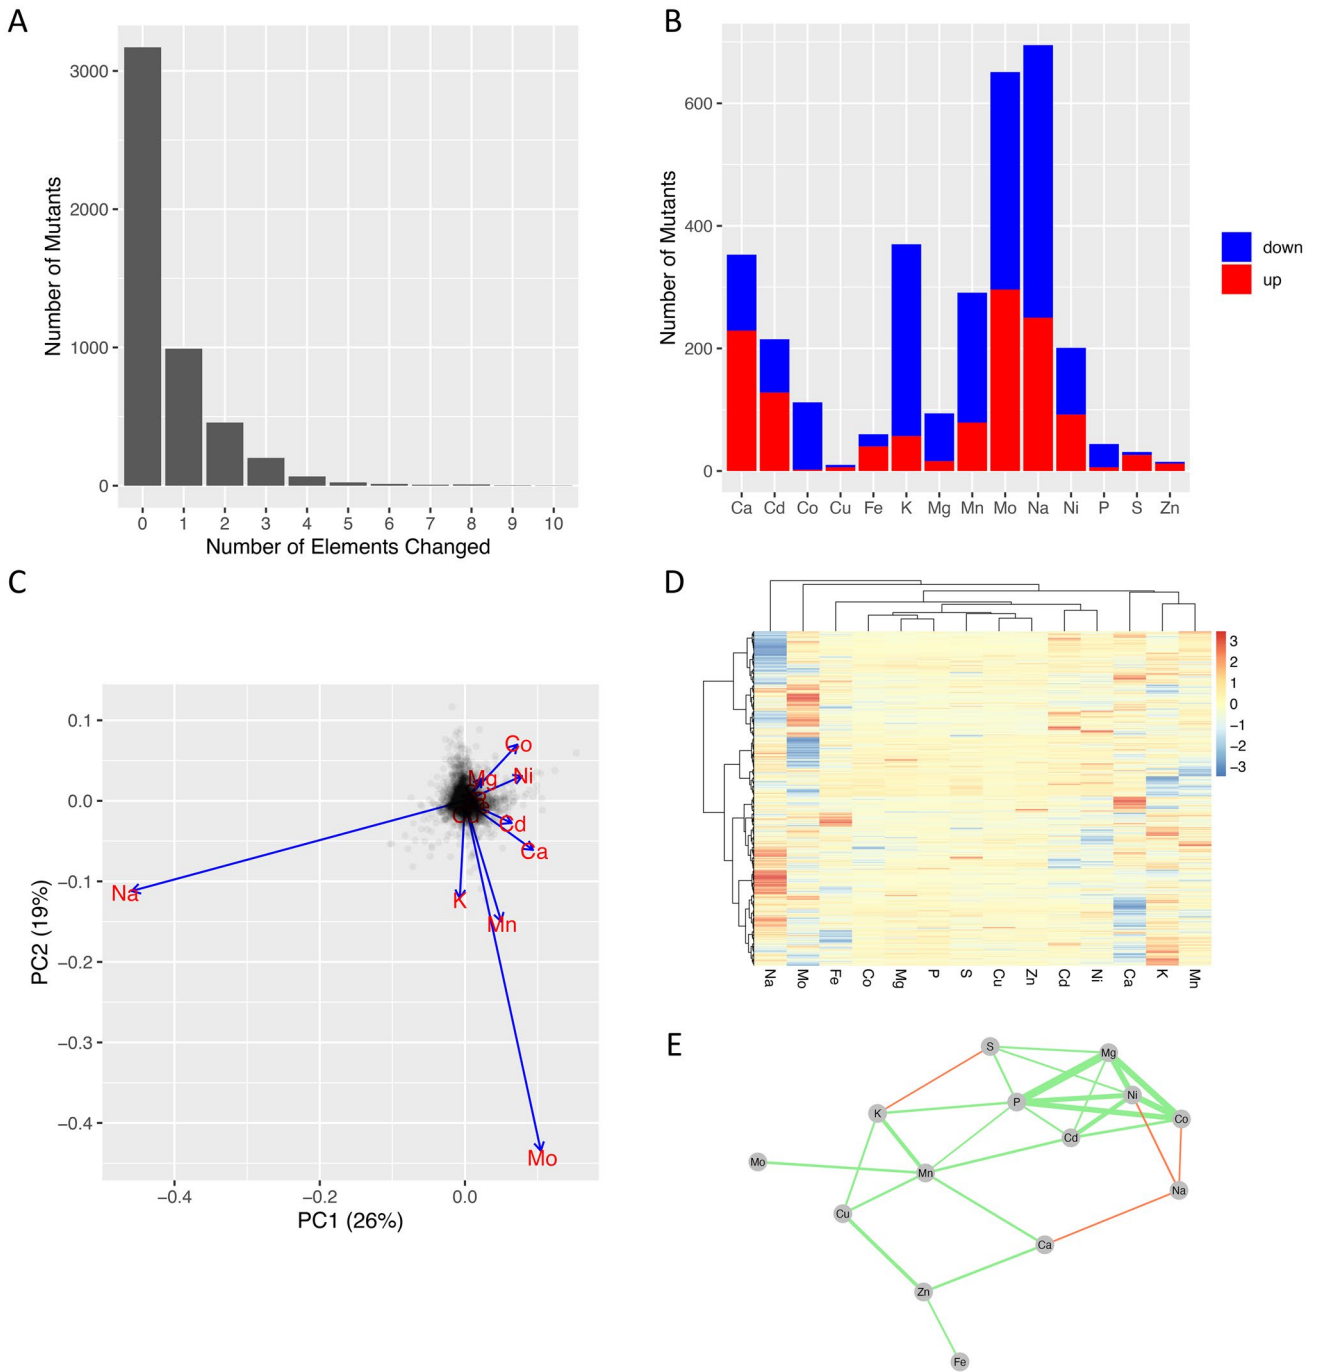 A
3000
2000
1000
0
Number of Mutants
0 1 2 3 4 5 6 7 8 9 10
Number of Elements Changed
B
600
400
200
0
Number of Mutants
Ca Cd Co Cu Fe K Mg Mn Mo Na Ni P S Zn
down
up
C
0.1
0.0
−0.1
−0.2
−0.3
−0.4
PC2 (19%)
Co
Mg
Ni
Cd
Ca
Na
K
Mn
Mo
−0.4 −0.2 0.0
PC1 (26%)
D
3
2
1
0
−1
−2
−3
Na Mo Fe Co Mg P S Cu Zn Cd Ni Ca K Mn
E
S
Mg
P
Ni
K
Co
Cd
Mo
Mn
Na
Cu
Ca
Zn
Fe